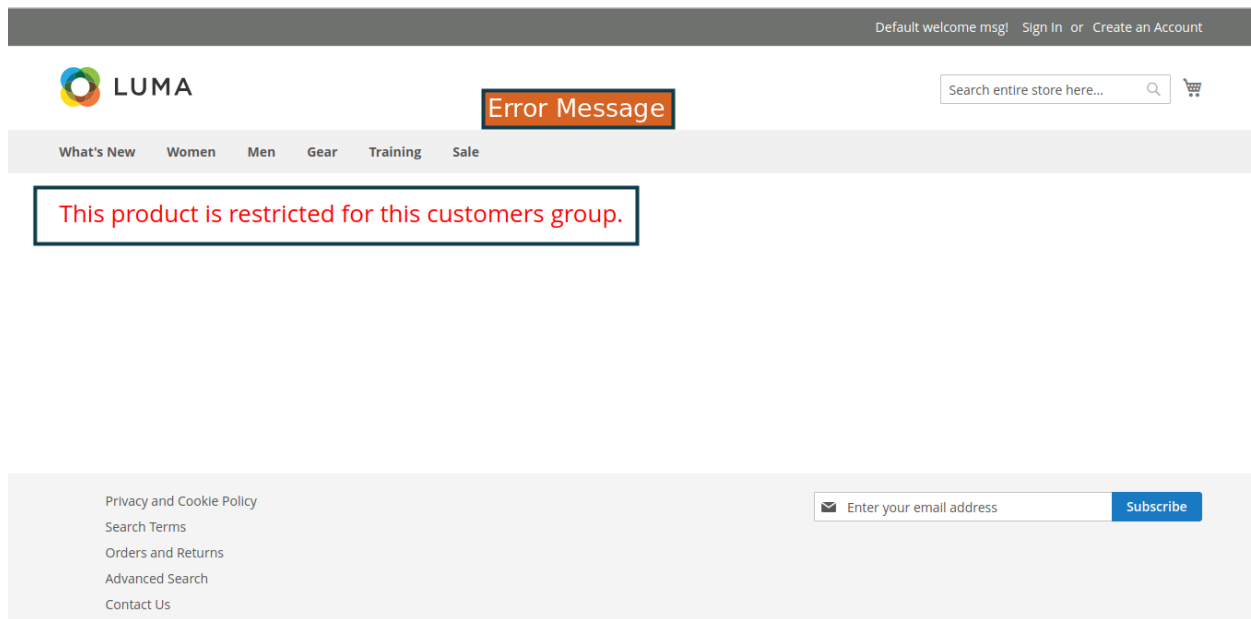 Default welcome msg! Sign In or Create an Account
LUMA
Error Message
Search entire store here...
What's New Women Men Gear Training Sale
This product is restricted for this customers group.
Privacy and Cookie Policy
Search Terms
Orders and Returns
Advanced Search
Contact Us
Enter your email address
Subscribe